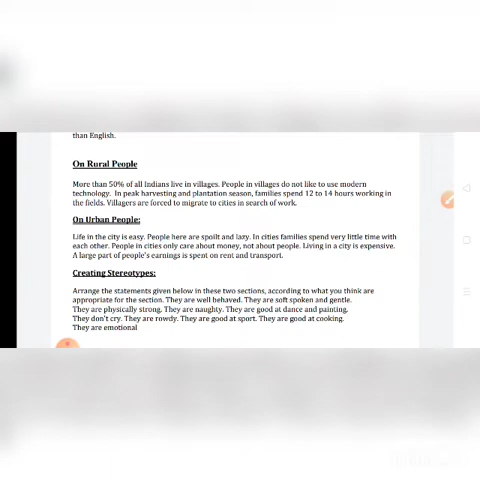 than English.
On Rural People
More than 50% of all Indians live in villages. People in villages do not like to use modern
technology. In peak harvesting and plantation season, families spend 12 to 14 hours working in
the fields. Villagers are forced to migrate to cities in search of work.
On Urban People:
Life in the city is easy. People here are spoilt and lazy. In cities families spend very little time with
each other. People in cities only care about money, not about people. Living in a city is expensive.
A large part of people's earnings is spent on rent and transport.
Creating Stereotypes:
Arrange the statements given below in these two sections, according to what you think are
appropriate for the section. They are well behaved. They are soft spoken and gentle.
They are physically strong. They are naughty. They are good at dance and painting.
They don't cry. They are rowdy. They are good at sport. They are good at cooking.
They are emotional